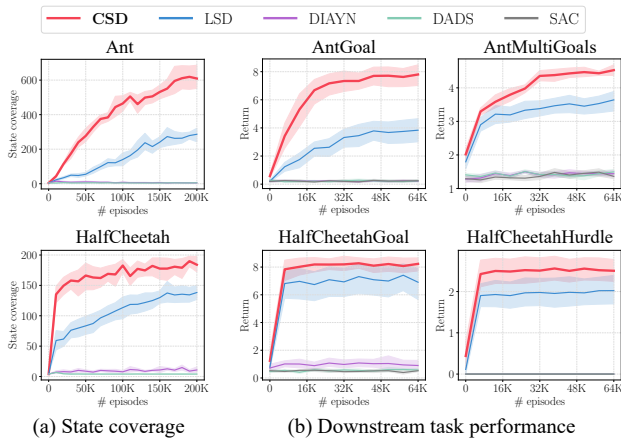 CSD LSD DIAYN DADS SAC
Ant AntGoal AntMultiGoals
State coverage
600
400
200
0
0 50K 100K 150K 200K
# episodes
Return
8
6
4
2
0
0 16K 32K 48K 64K
# episodes
Return
4
3
2
1
0 16K 32K 48K 64K
# episodes
HalfCheetah HalfCheetahGoal HalfCheetahHurdle
State coverage
200
150
100
50
0
0 50K 100K 150K 200K
# episodes
Return
8
6
4
2
0
0 16K 32K 48K 64K
# episodes
Return
2
1
0
0 16K 32K 48K 64K
# episodes
(a) State coverage (b) Downstream task performance